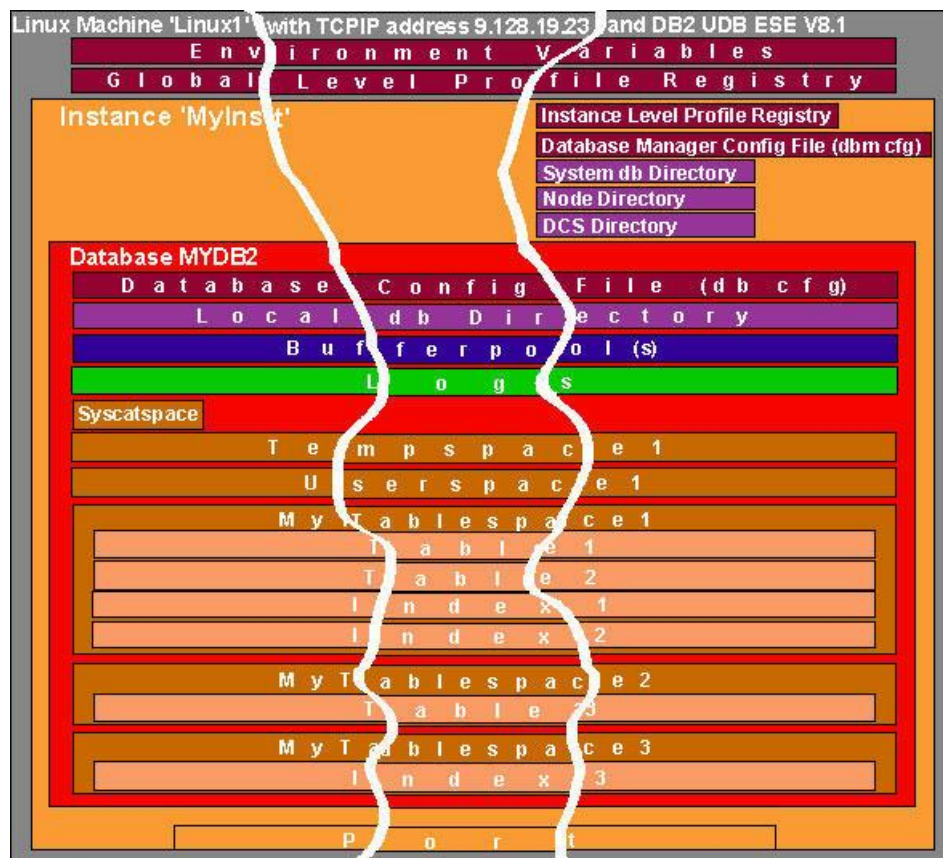 Linux Machine 'Linux1' with TCPIP address 9.128.19.23 and DB2 UDB ESE V8.1
Environment Variables
Global Level Profile Registry
Instance 'MyInst'
Instance Level Profile Registry
Database Manager Config File (dbm cfg)
System db Directory
Node Directory
DCS Directory
Database MYDB2
Database Config File (db cfg)
Local db Directory
Bufferpool(s)
Logs
Syscatspace
Tempspace1
Userspace1
MyTablespace1
Table1
Table2
Index1
Index2
MyTablespace2
Table3
MyTablespace3
Index3
Port